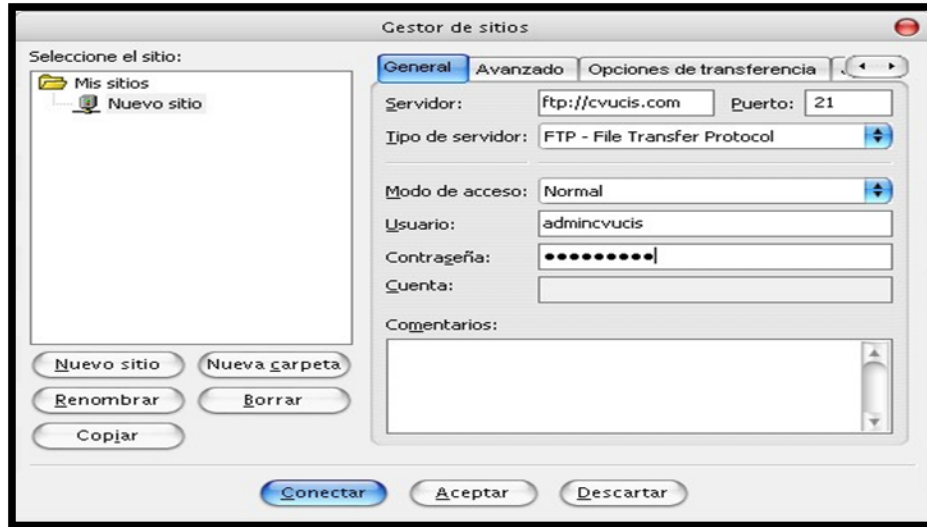 Gestor de sitios
Seleccione el sitio:
Mis sitios
Nuevo sitio
Nuevo sitio
Nueva carpeta
Renombrar
Borrar
Copiar
General
Avanzado
Opciones de transferencia
Servidor:
ftp://cvucis.com
Puerto:
21
Tipo de servidor:
FTP - File Transfer Protocol
Modo de acceso:
Normal
Usuario:
admincvucis
Contraseña:
●●●●●●●●●
Cuenta:
Comentarios:
Conectar
Aceptar
Descartar